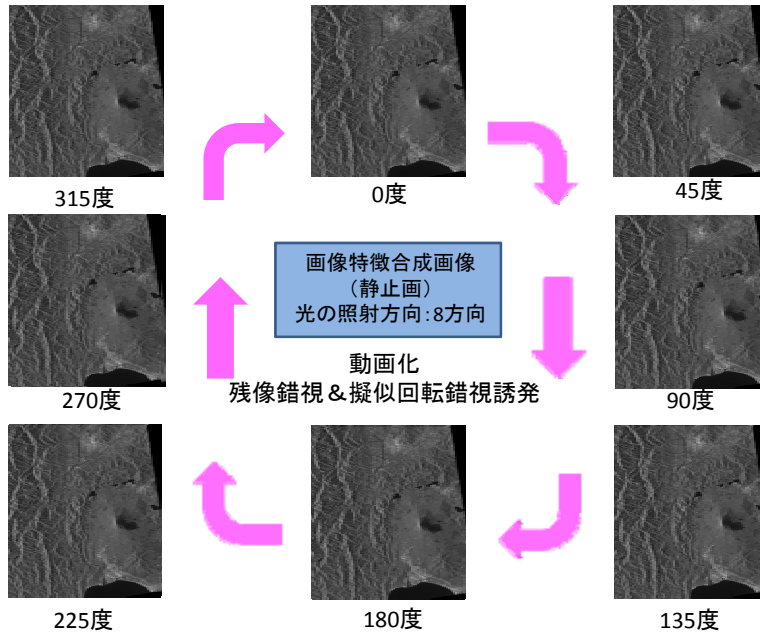 315度
0度
45度
画像特徴合成画像
（静止画）
光の照射方向：8方向
動画化
残像錯視＆擬似回転錯視誘発
270度
90度
225度
180度
135度